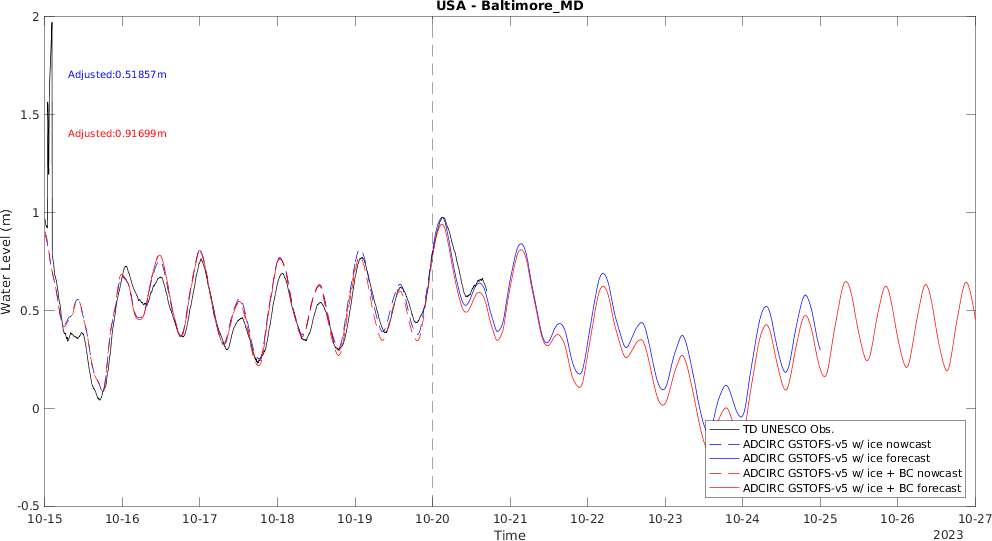 USA - Baltimore_MD
2
Adjusted:0.51857m
1.5
Adjusted:0.91699m
1
Water Level (m)
0.5
0
TD UNESCO Obs.
ADCIRC GSTOFS-v5 w/ ice nowcast
ADCIRC GSTOFS-v5 w/ ice forecast
ADCIRC GSTOFS-v5 w/ ice + BC nowcast
ADCIRC GSTOFS-v5 w/ ice + BC forecast
-0.5
10-15 10-16 10-17 10-18 10-19 10-20 10-21 10-22 10-23 10-24 10-25 10-26 10-27
Time
2023